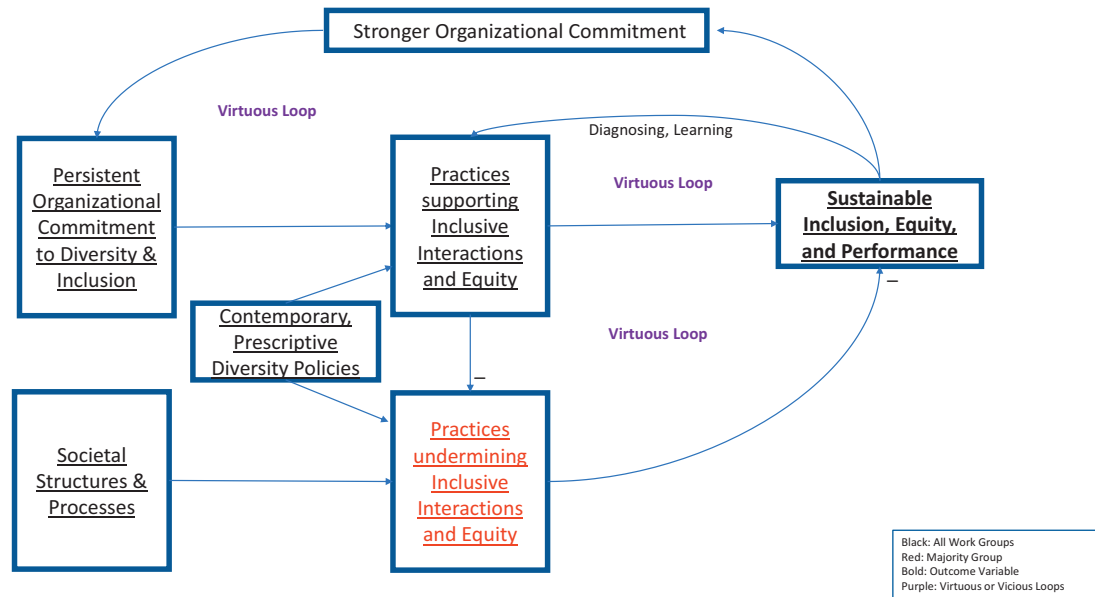 Stronger Organizational Commitment
Virtuous Loop
Diagnosing, Learning
Persistent
Organizational
Commitment
to Diversity &
Inclusion
Practices
supporting
Inclusive
Interactions
and Equity
Virtuous Loop
Sustainable
Inclusion, Equity,
and Performance
–
Contemporary,
Prescriptive
Diversity Policies
Virtuous Loop
–
Societal
Structures &
Processes
Practices
undermining
Inclusive
Interactions
and Equity
Black: All Work Groups
Red: Majority Group
Bold: Outcome Variable
Purple: Virtuous or Vicious Loops